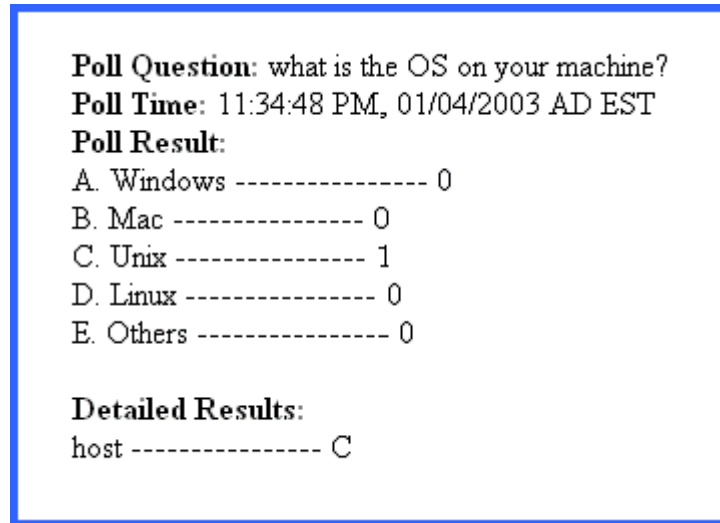 Poll Question: what is the OS on your machine?
Poll Time: 11:34:48 PM, 01/04/2003 AD EST
Poll Result:
A. Windows ---------------- 0
B. Mac ---------------- 0
C. Unix ---------------- 1
D. Linux ---------------- 0
E. Others ---------------- 0
Detailed Results:
host ---------------- C